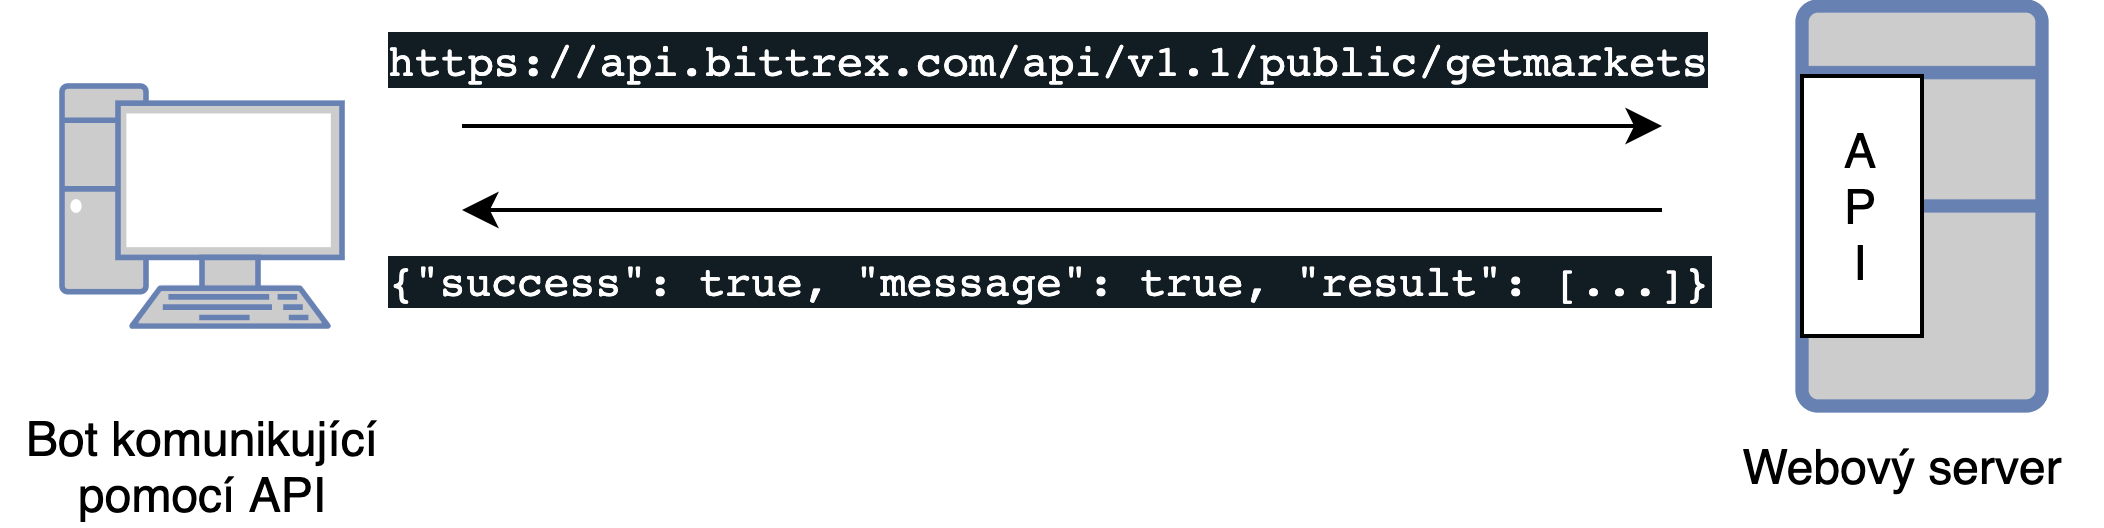 https://api.bittrex.com/api/v1.1/public/getmarkets
A
P
I
{"success": true, "message": true, "result": [...]}
Bot komunikující
pomocí API
Webový server